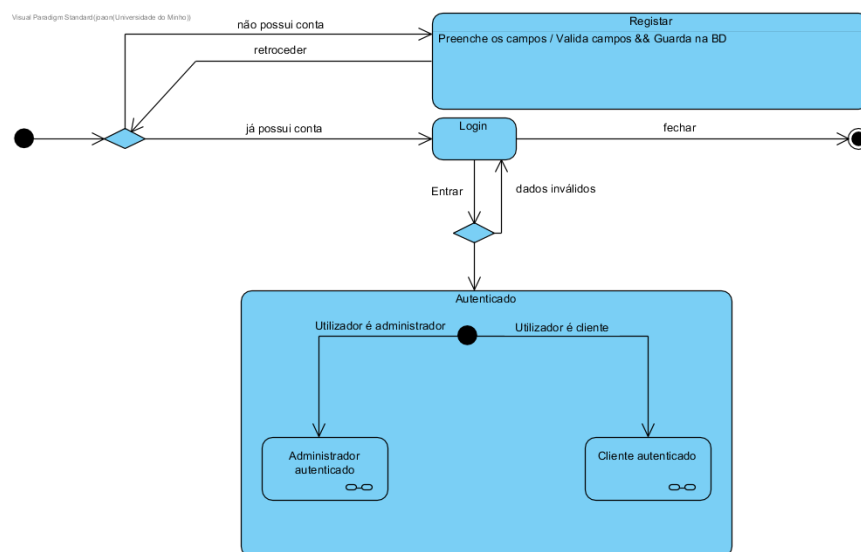 Visual Paradigm Standard(joaon(Universidade do Minho))
não possui conta
Registar
Preenche os campos / Valida campos && Guarda na BD
retroceder
já possui conta
Login
fechar
Entrar
dados inválidos
Autenticado
Utilizador é administrador
Utilizador é cliente
Administrador
autenticado
Cliente autenticado